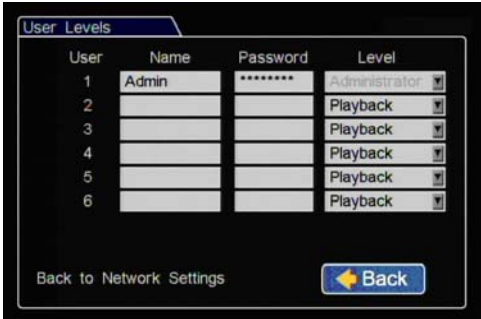 User Levels
User Name Password Level
1 Admin ******** Administrator
2 Playback
3 Playback
4 Playback
5 Playback
6 Playback
Back to Network Settings Back